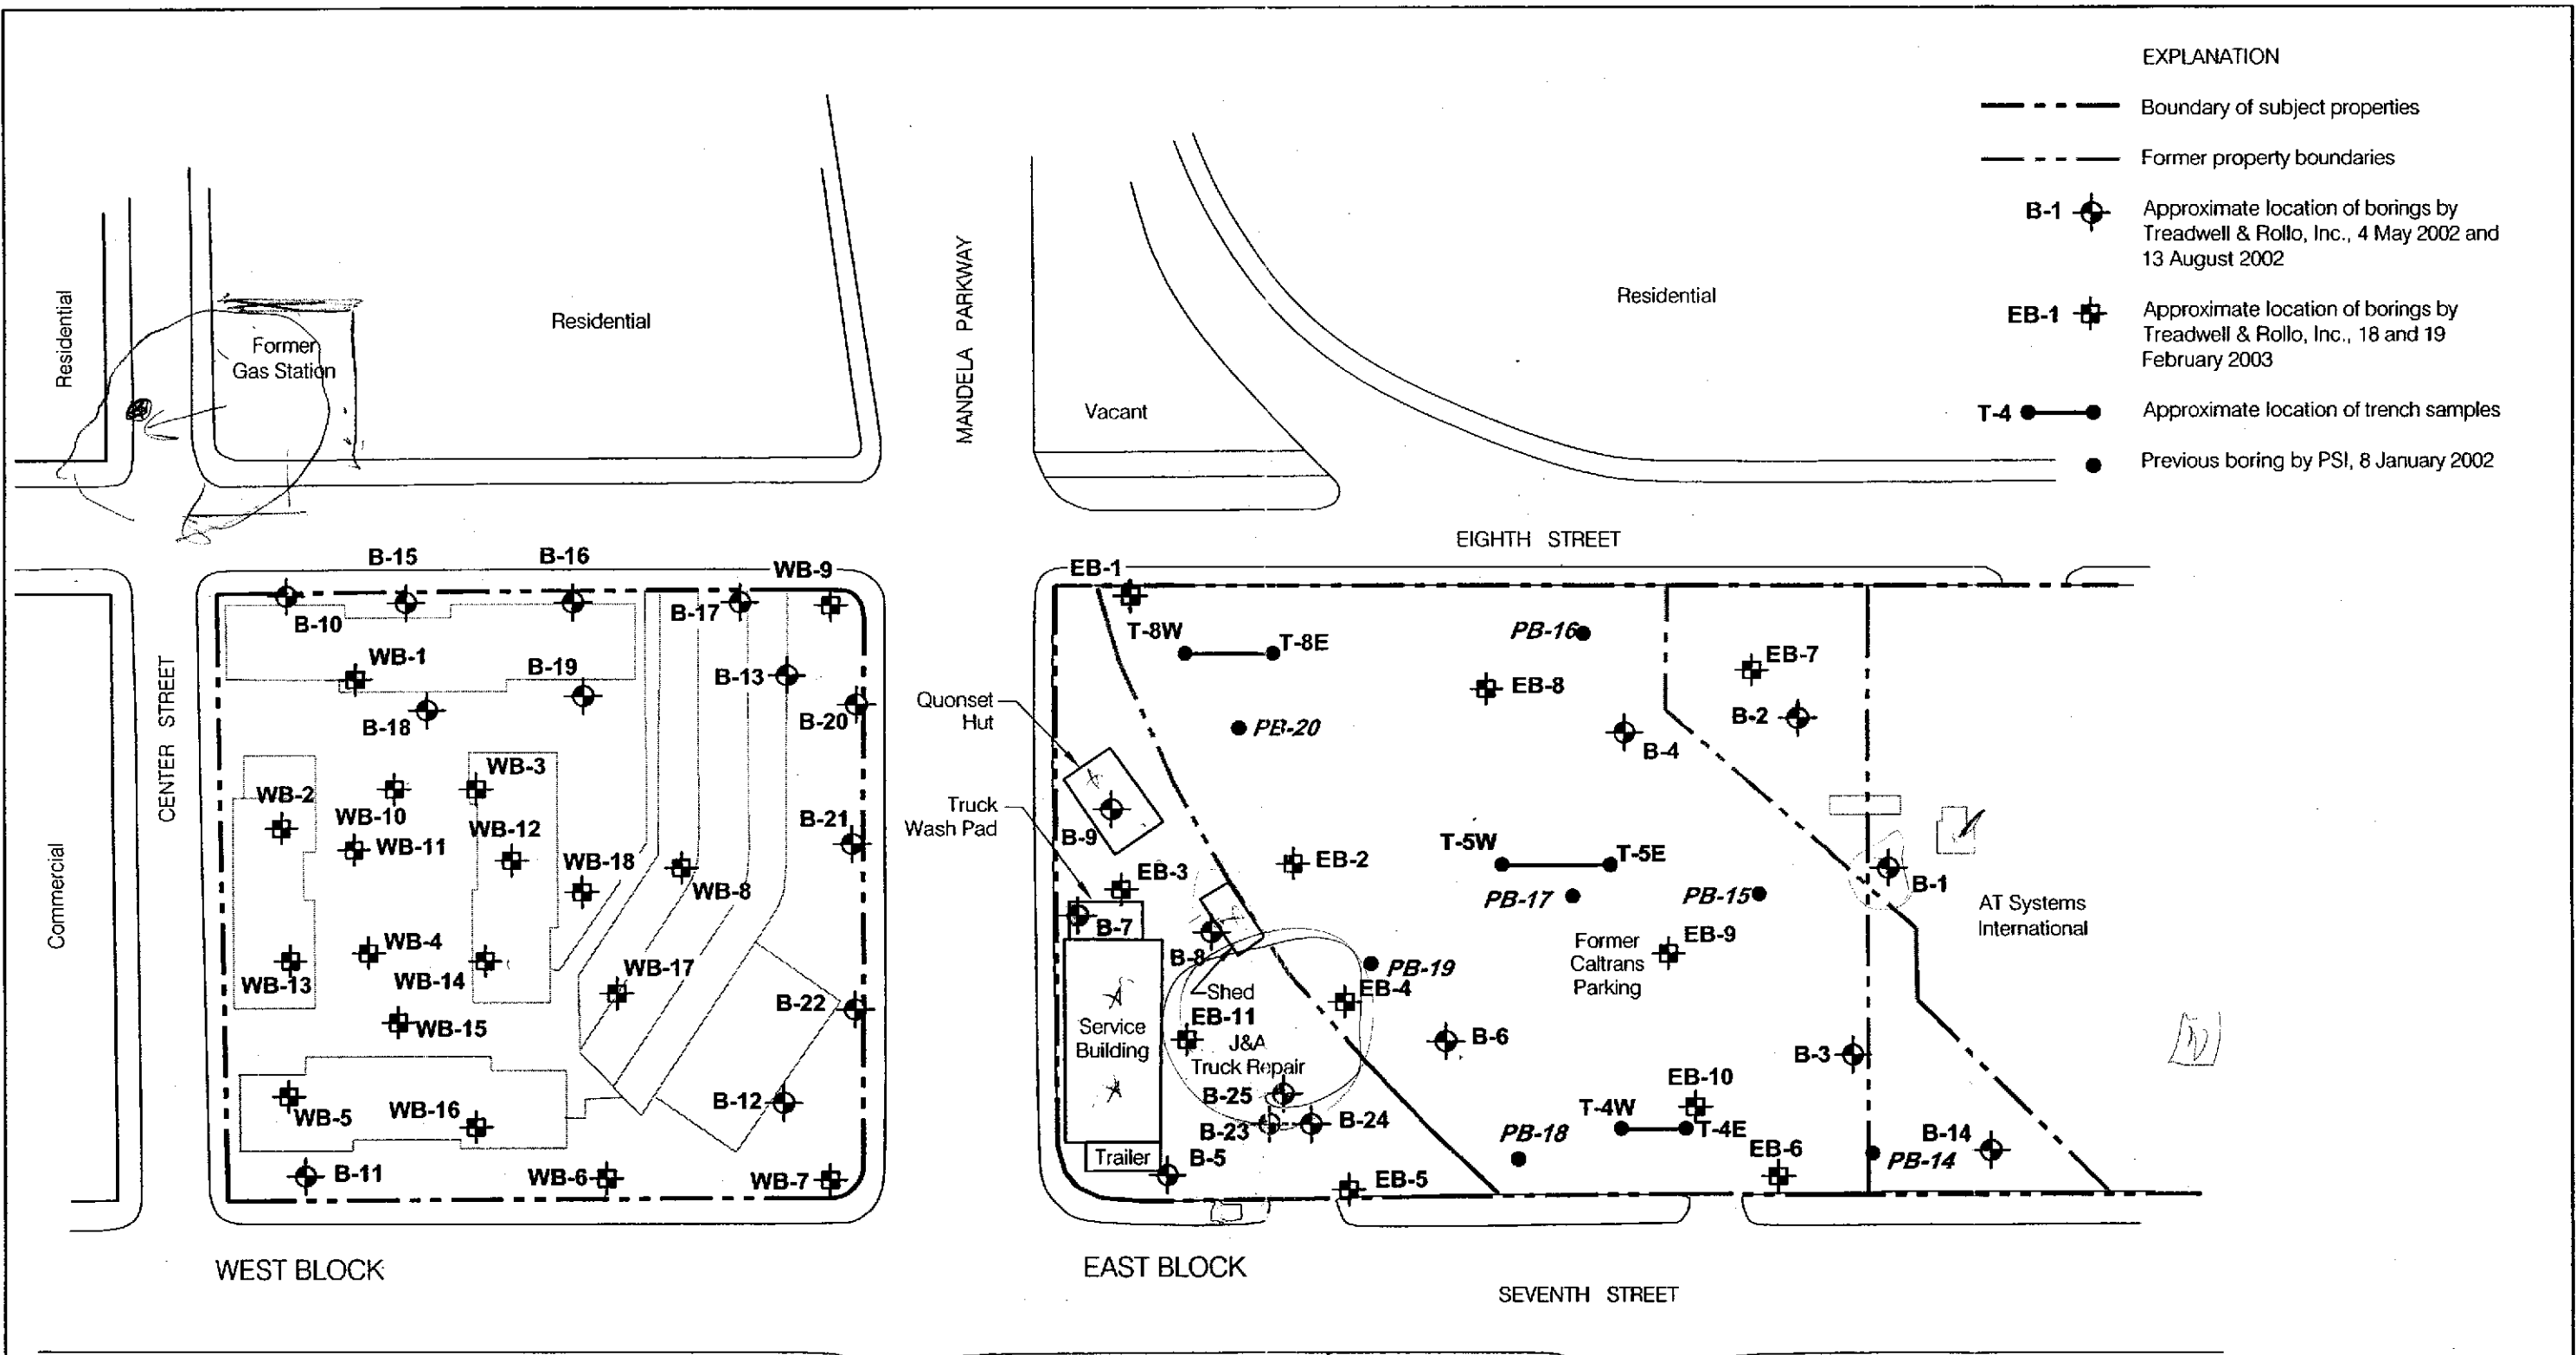 EXPLANATION
Boundary of subject properties
Former property boundaries
B-1
Approximate location of borings by
Treadwell & Rollo, Inc., 4 May 2002 and
13 August 2002
EB-1
Approximate location of borings by
Treadwell & Rollo, Inc., 18 and 19
February 2003
T-4
Approximate location of trench samples
Previous boring by PSI, 8 January 2002
Residential
Former
Gas Station
Residential
MANDELA PARKWAY
Vacant
Residential
EIGHTH STREET
CENTER STREET
Commercial
B-15
B-16
WB-9
B-10
B-17
WB-1
B-19
B-13
B-18
B-20
WB-3
WB-2
WB-10
WB-12
B-21
WB-11
WB-18
WB-8
WB-4
WB-17
WB-13
WB-14
B-22
WB-15
WB-5
WB-16
B-12
B-11
WB-6
WB-7
WEST BLOCK
EB-1
T-8W
T-8E
PB-16
EB-7
EB-8
Quonset
Hut
B-2
PB-20
B-4
Truck
Wash Pad
B-9
T-5W
T-5E
EB-2
EB-3
B-1
PB-17
PB-15
AT Systems
International
B-7
EB-9
Former
Caltrans
Parking
B-8
PB-19
EB-4
Shed
EB-11
Service
Building
J&A
Truck Repair
B-6
B-3
EB-10
B-25
T-4W
B-23
B-24
T-4E
PB-18
B-14
EB-6
PB-14
Trailer
B-5
EB-5
EAST BLOCK
SEVENTH STREET